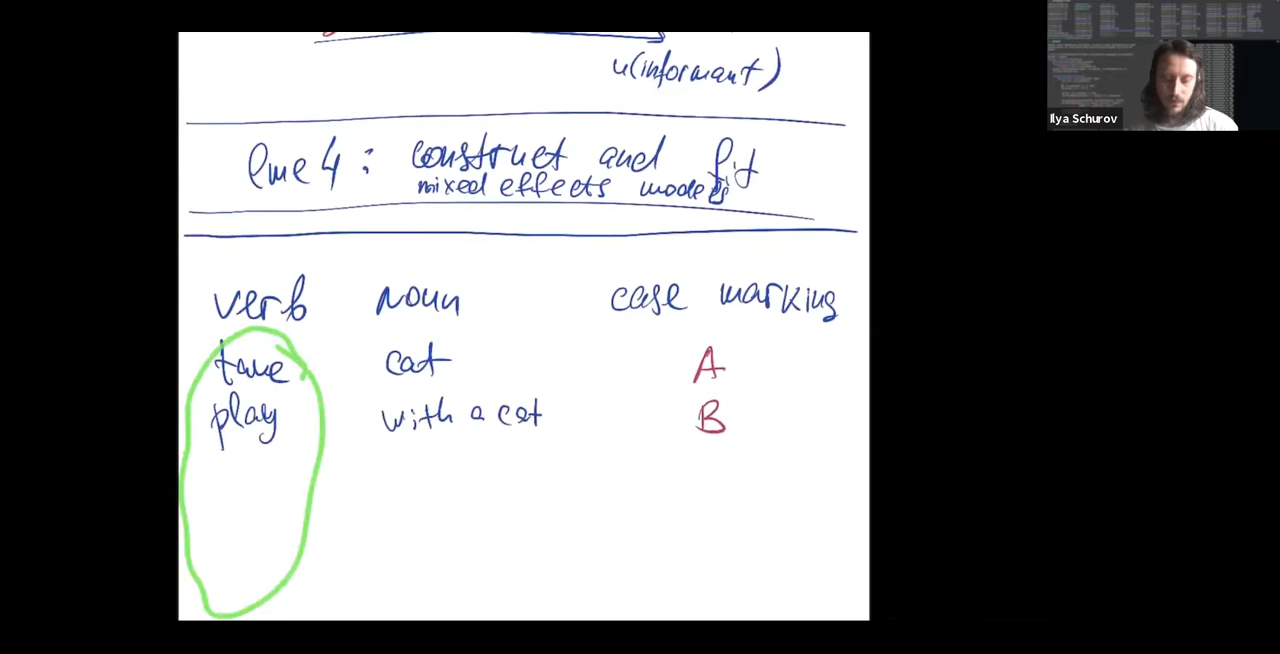 u(informant)
lme4: construct and fit
mixed effects models
verb noun case marking
take cat A
play with a cat B
Ilya Schurov